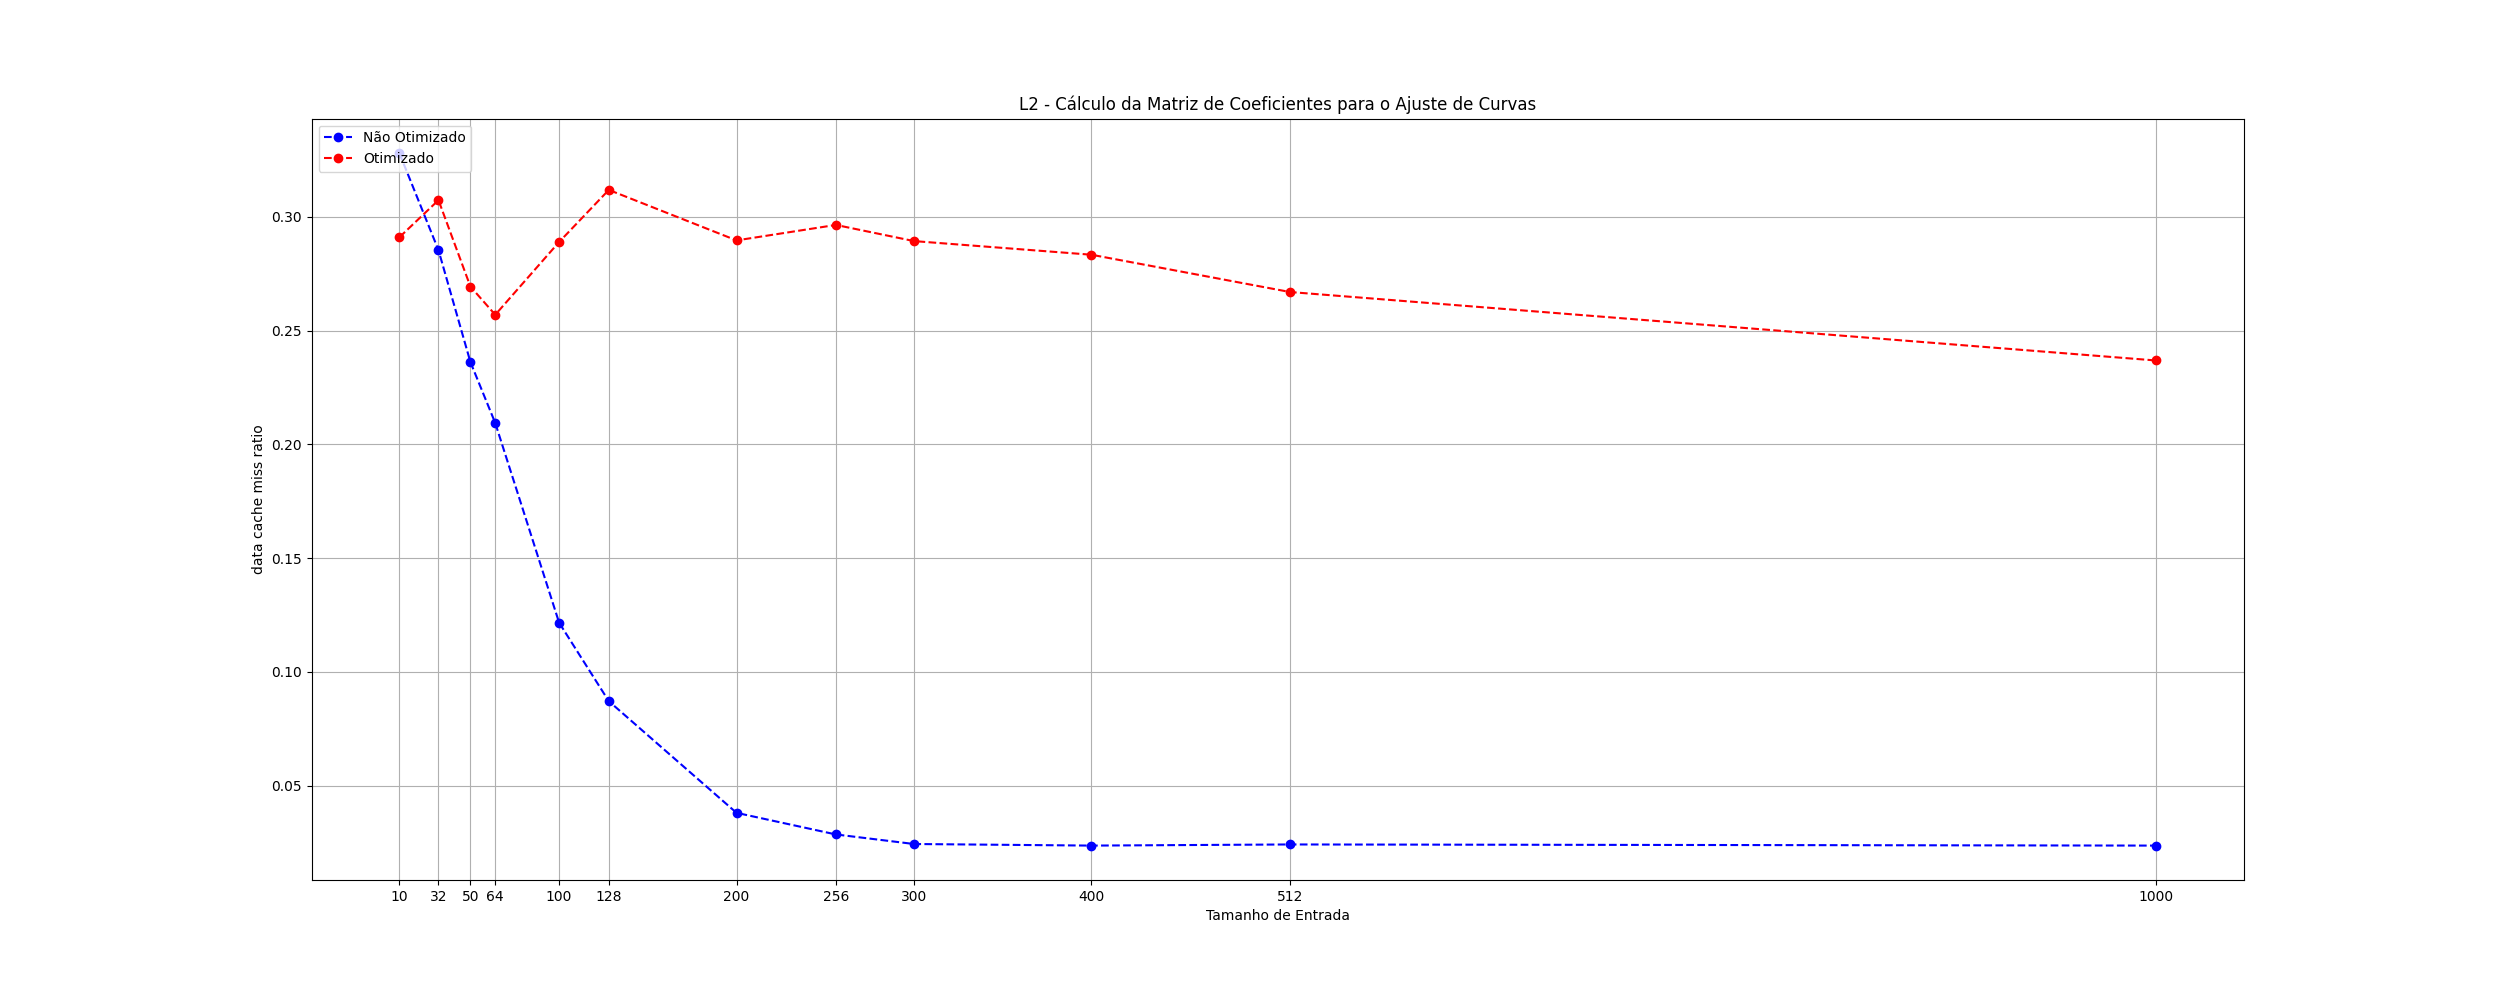 L2 - Cálculo da Matriz de Coeficientes para o Ajuste de Curvas
Não Otimizado
Otimizado
data cache miss ratio
0.30
0.25
0.20
0.15
0.10
0.05
10 32 50 64 100 128 200 256 300 400 512 1000
Tamanho de Entrada